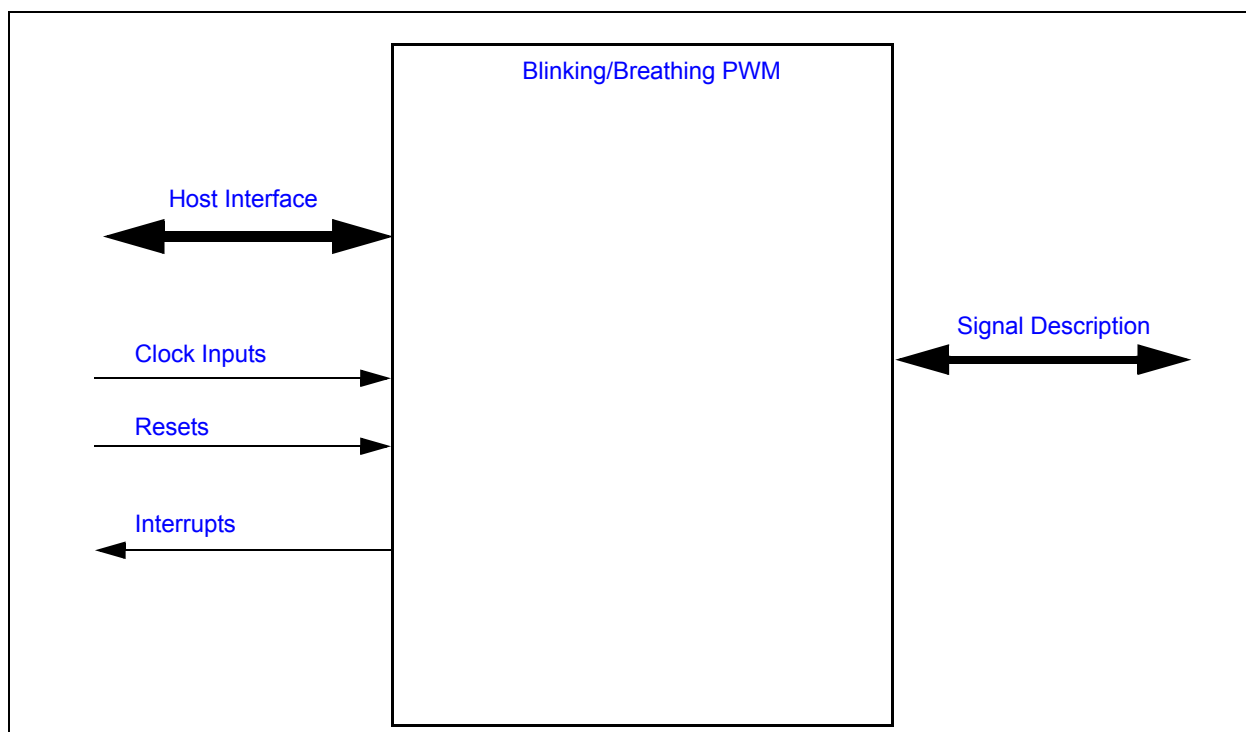 Blinking/Breathing PWM
Host Interface
Signal Description
Clock Inputs
Resets
Interrupts